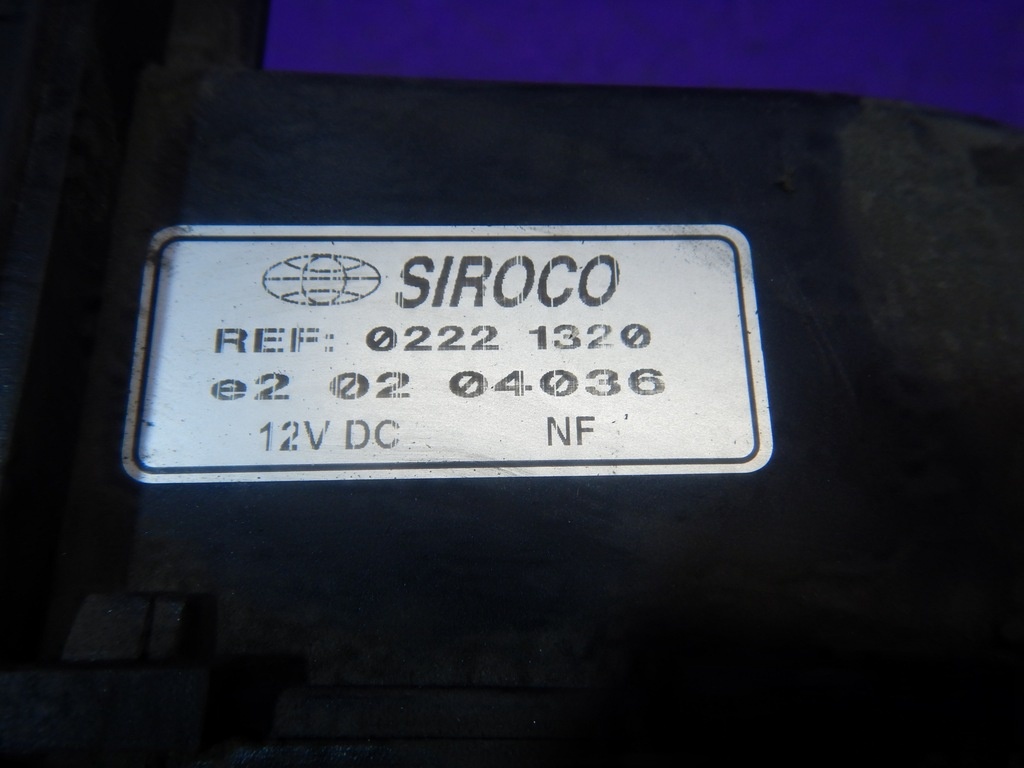 SIROCO
REF: 0222 1320
e2 02 04036
12V DC NF